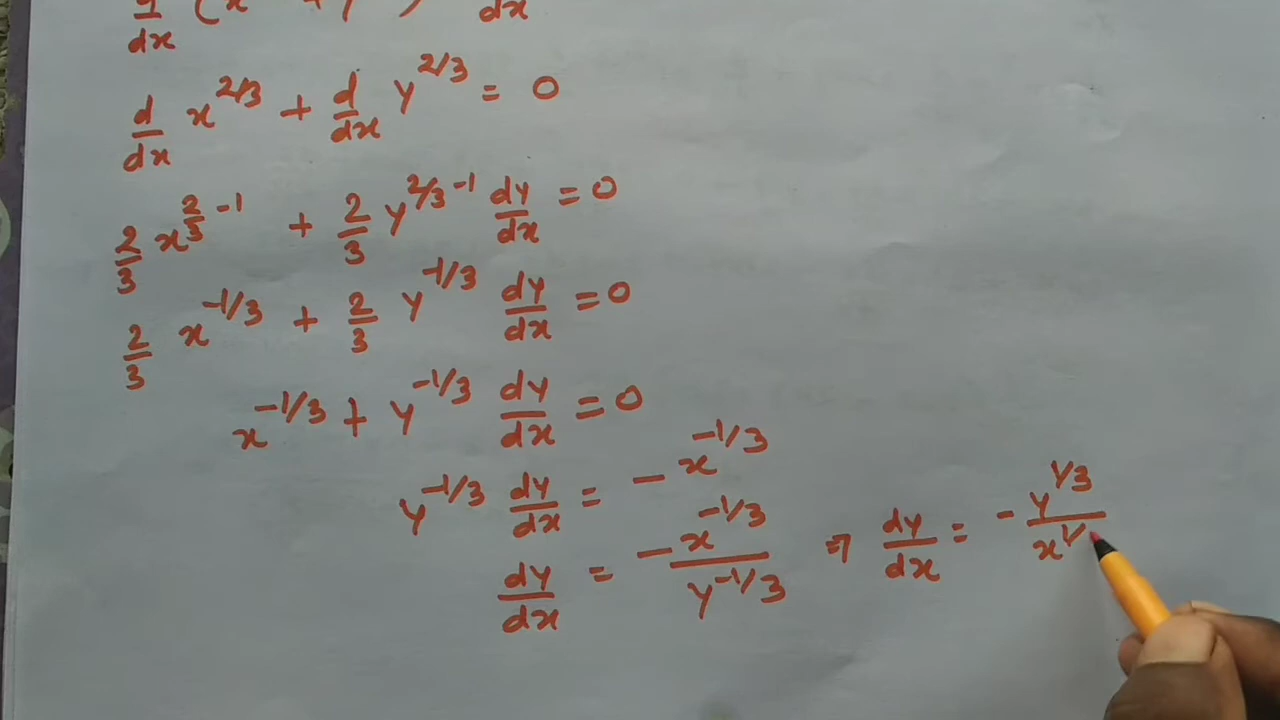 d/dx (x + y ) d/dx
d/dx x^2/3 + d/dx y^2/3 = 0
2/3 x^2/3 -1 + 2/3 y^2/3 -1 dy/dx = 0
2/3 x^-1/3 + 2/3 y^-1/3 dy/dx = 0
x^-1/3 + y^-1/3 dy/dx = 0
y^-1/3 dy/dx = - x^-1/3
dy/dx = - x^-1/3 / y^-1/3 ⇒ dy/dx = - y^1/3 / x^1/